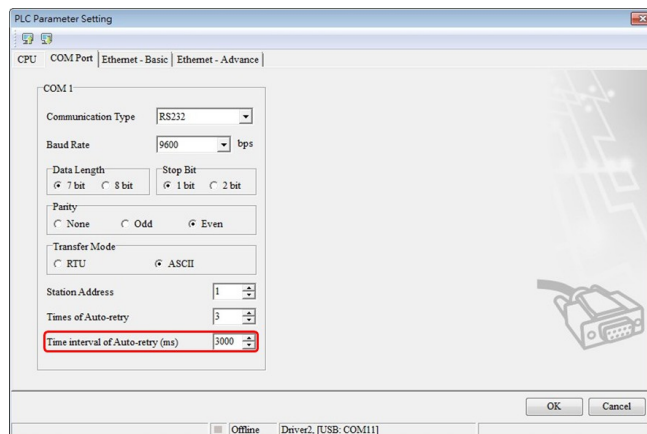 PLC Parameter Setting
CPU COM Port Ethernet - Basic Ethernet - Advance
COM 1
Communication Type RS232
Baud Rate 9600 bps
Data Length Stop Bit
7 bit 8 bit 1 bit 2 bit
Parity
None Odd Even
Transfer Mode
RTU ASCII
Station Address 1
Times of Auto-retry 3
Time interval of Auto-retry (ms) 3000
OK Cancel
Offline Driver2, [USB: COM11]